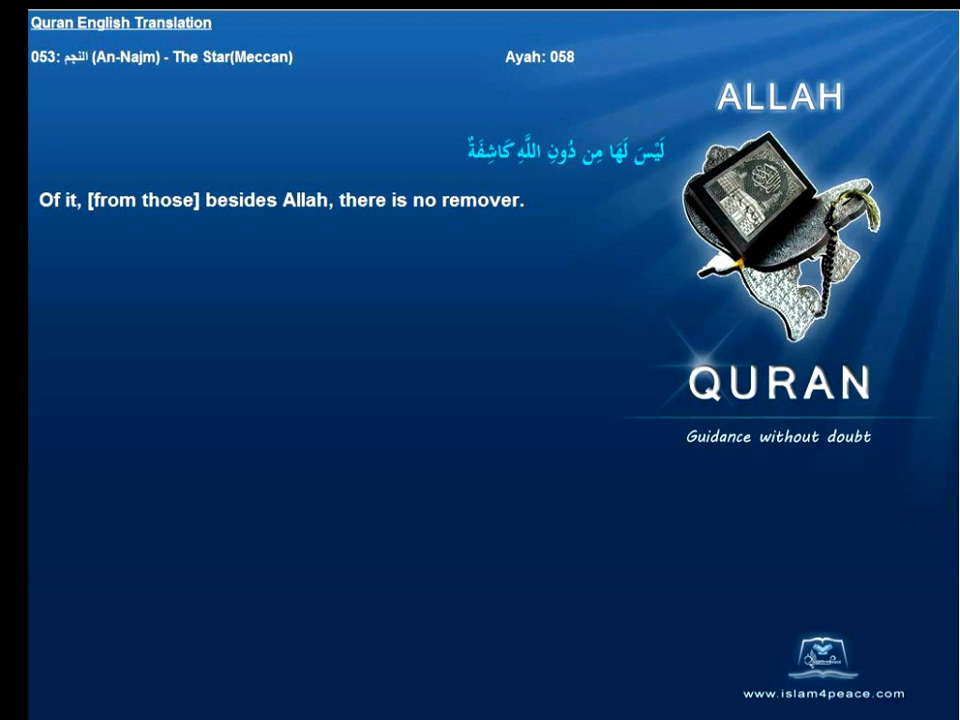 Quran English Translation
053: النجم (An-Najm) - The Star(Meccan) Ayah: 058
ALLAH
لَيْسَ لَهَا مِن دُونِ اللَّهِ كَاشِفَةٌ
Of it, [from those] besides Allah, there is no remover.
QURAN
Guidance without doubt
www.islam4peace.com